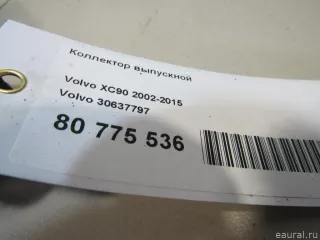 Коллектор выпускной
Volvo XC90 2002-2015
Volvo 30637797
80 775 536
eaural.ru